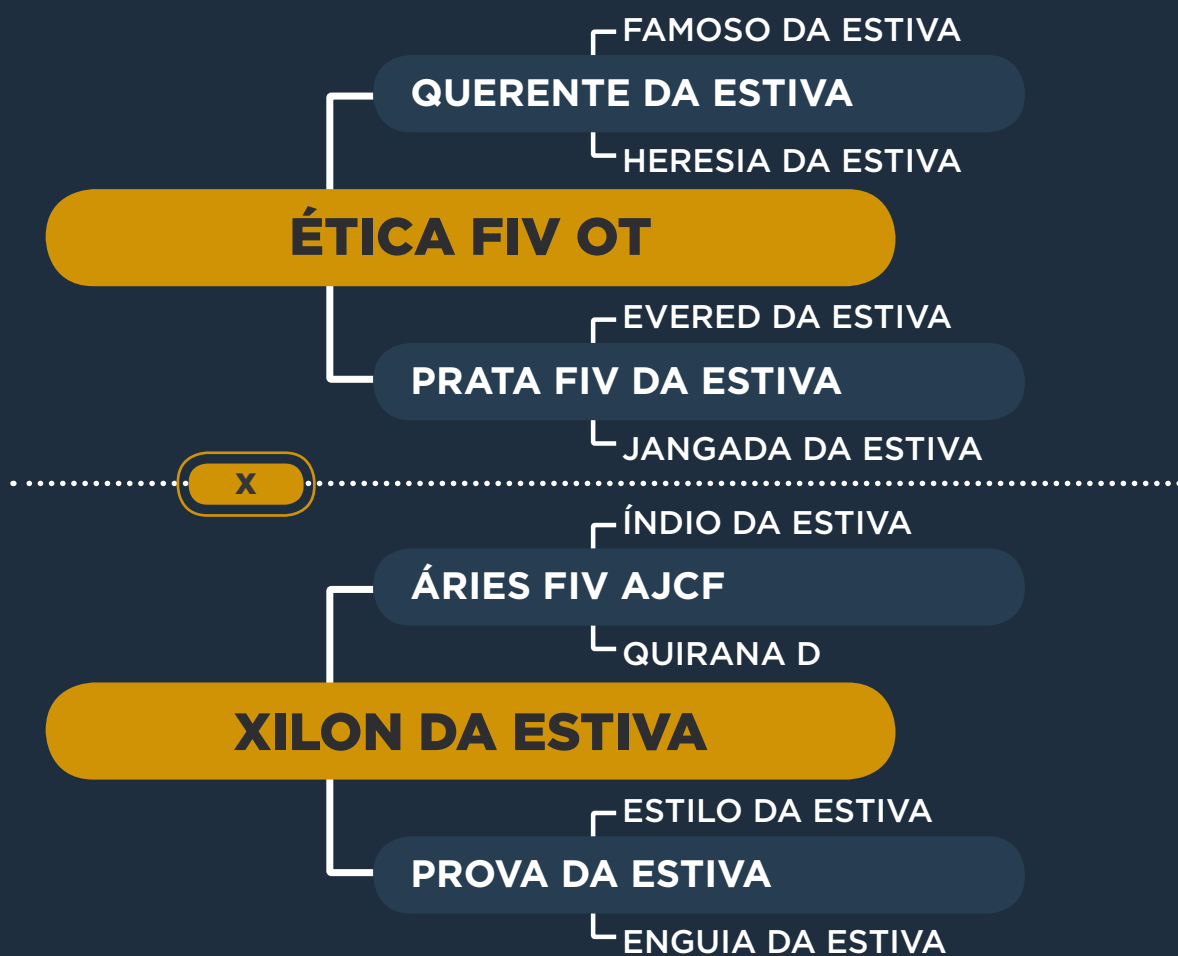 FAMOSO DA ESTIVA
QUERENTE DA ESTIVA
HERESIA DA ESTIVA
ÉTICA FIV OT
EVERED DA ESTIVA
PRATA FIV DA ESTIVA
JANGADA DA ESTIVA
X
ÍNDIO DA ESTIVA
ÁRIES FIV AJCF
QUIRANA D
XILON DA ESTIVA
ESTILO DA ESTIVA
PROVA DA ESTIVA
ENGUIA DA ESTIVA